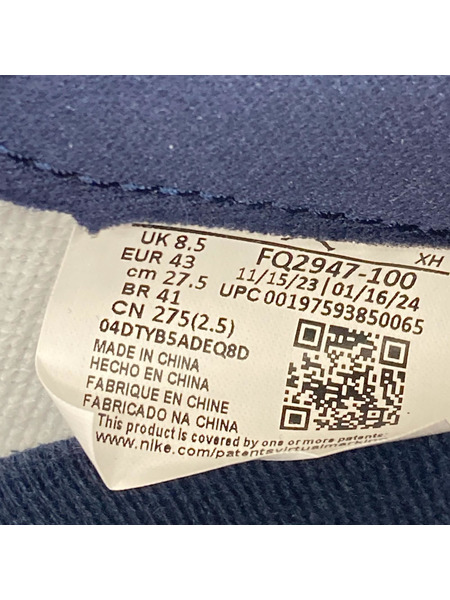 UK 8.5
EUR 43
cm 27.5
BR 41
CN 275(2.5)
04DTYB5ADEQ8D
MADE IN CHINA
HECHO EN CHINA
FABRIQUE EN CHINE
FABRICADO NA CHINA
This product is covered by one or more patents.
www.nike.com/patentsvirtualmarking
XH
FQ2947-100
11/15/23 | 01/16/24
UPC 00197593850065